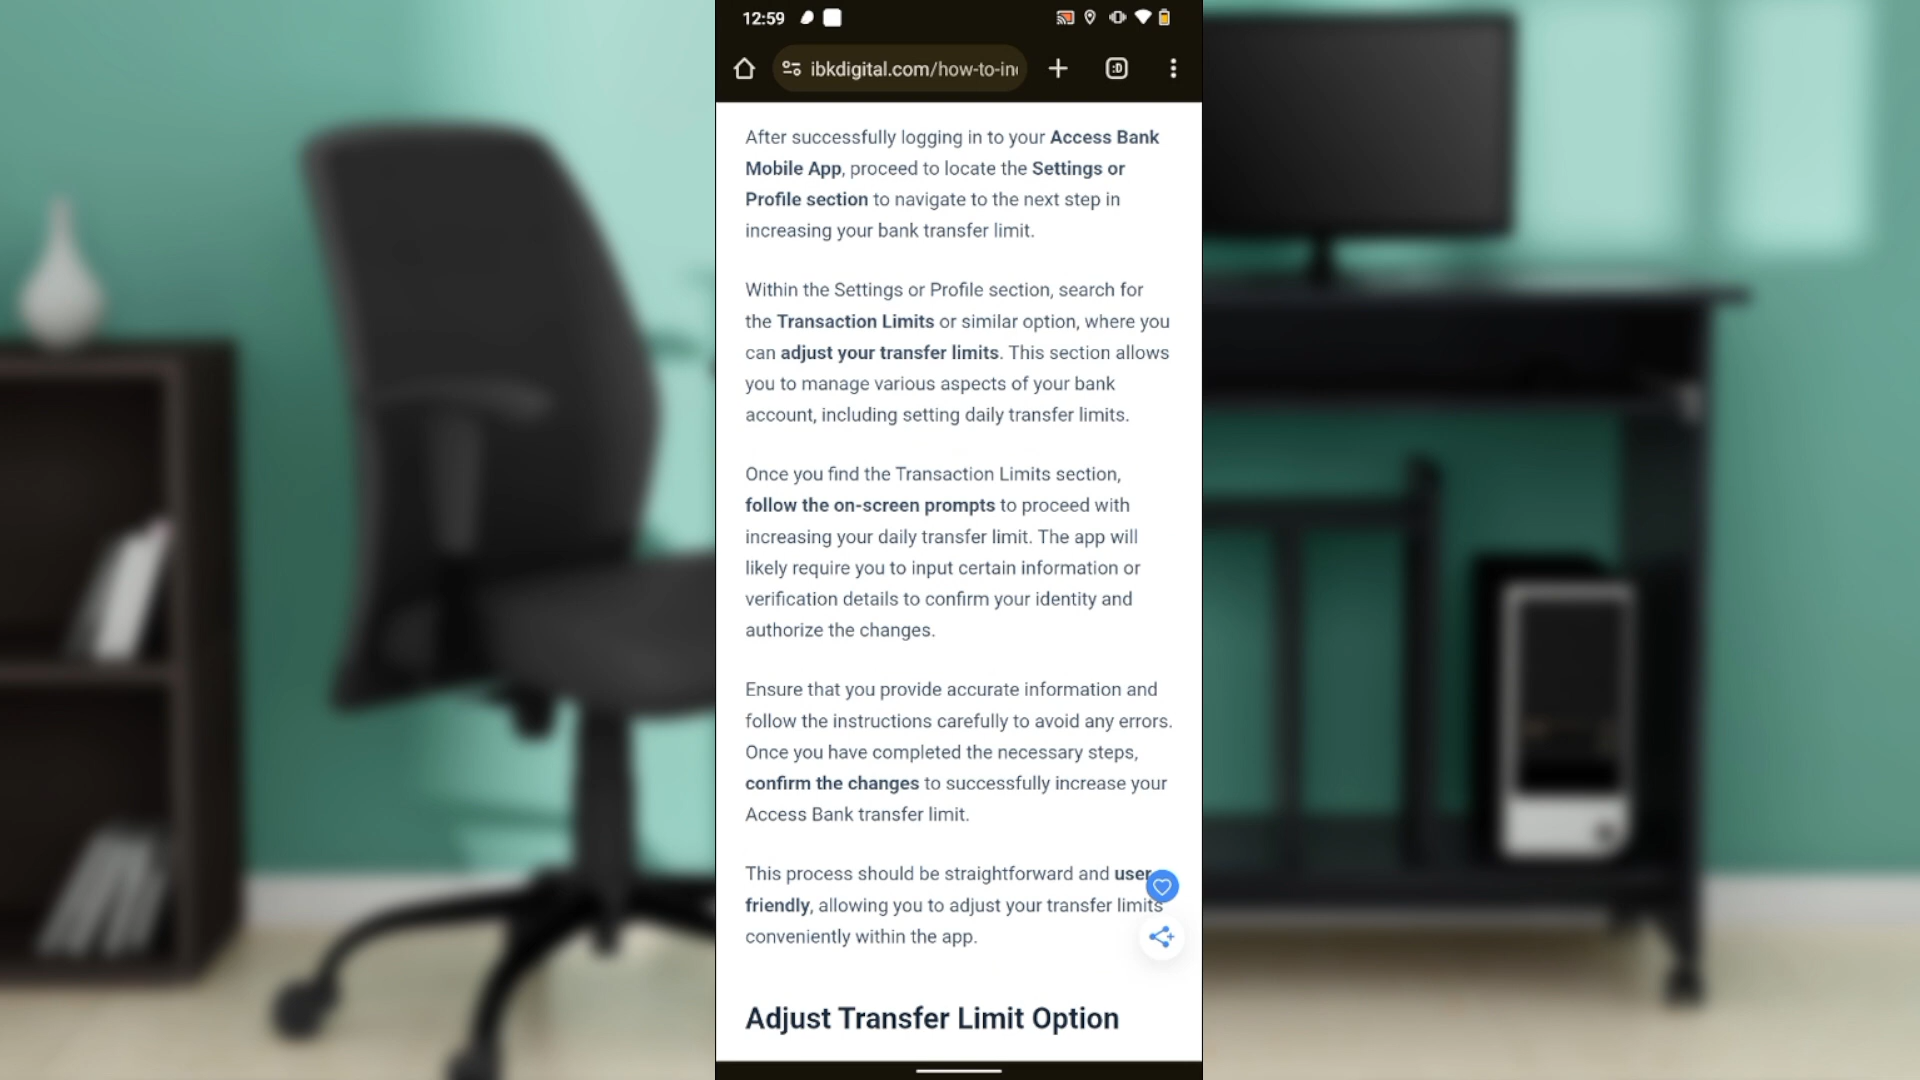 12:59
ibkdigital.com/how-to-in
:D
After successfully logging in to your Access Bank
Mobile App, proceed to locate the Settings or
Profile section to navigate to the next step in
increasing your bank transfer limit.
Within the Settings or Profile section, search for
the Transaction Limits or similar option, where you
can adjust your transfer limits. This section allows
you to manage various aspects of your bank
account, including setting daily transfer limits.
Once you find the Transaction Limits section,
follow the on-screen prompts to proceed with
increasing your daily transfer limit. The app will
likely require you to input certain information or
verification details to confirm your identity and
authorize the changes.
Ensure that you provide accurate information and
follow the instructions carefully to avoid any errors.
Once you have completed the necessary steps,
confirm the changes to successfully increase your
Access Bank transfer limit.
This process should be straightforward and user
friendly, allowing you to adjust your transfer limits
conveniently within the app.
Adjust Transfer Limit Option